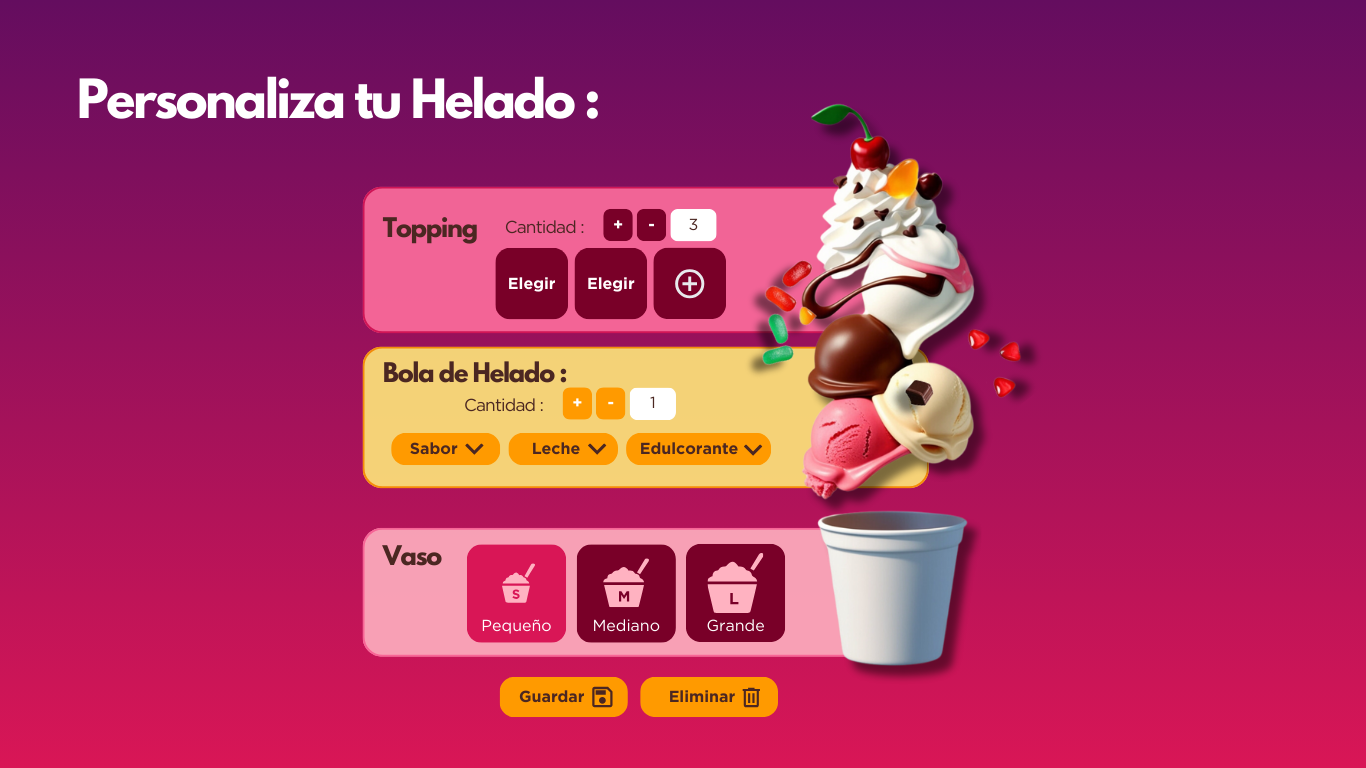 Personaliza tu Helado :
Topping Cantidad : + - 3
Elegir Elegir +
Bola de Helado :
Cantidad : + - 1
Sabor Leche Edulcorante
Vaso
S M L
Pequeño Mediano Grande
Guardar Eliminar